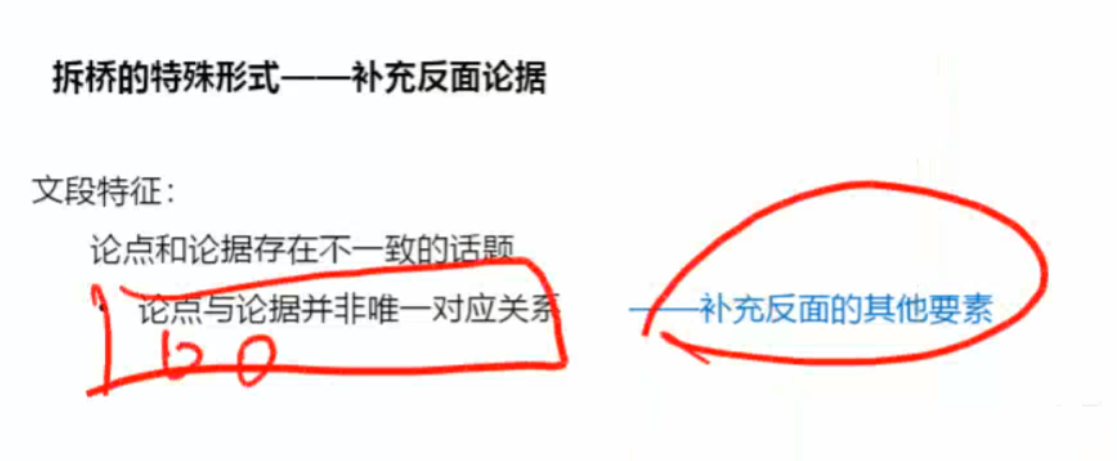 拆桥的特殊形式——补充反面论据
文段特征：
论点和论据存在不一致的话题
论点与论据并非唯一对应关系 ——补充反面的其他要素